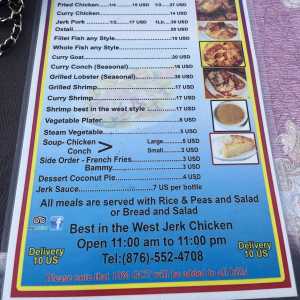 Fried Chicken 1/4 10 USD 1/2 21 USD
Curry Chicken 14 USD
Jerk Pork 1/2 17 USD 1Lb. 36 USD
Oxtail 20 USD
Fillet Fish any Style 16 USD
Whole Fish any Style
Curry Goat 20 USD
Curry Conch (Seasonal) 16 USD
Grilled Lobster (Seasonal) 30 USD
Grilled Shrimp 17 USD
Curry Shrimp 17 USD
Shrimp best in the west style 17 USD
Vegetable Plater 8 USD
Steam Vegetable 5 USD
Soup- Chicken > Large 5 USD
Conch Small 3 USD
Side Order - French Fries 3 USD
Bammy 3 USD
Dessert Coconut Pie 4 USD
Jerk Sauce 7 US per bottle
All meals are served with Rice & Peas and Salad
or Bread and Salad
Best in the West Jerk Chicken
Open 11:00 am to 11:00 pm
Tel:(876)-552-4708
Delivery
10 US
Delivery
10 US
Please note that 10% GCT will be added to all bills